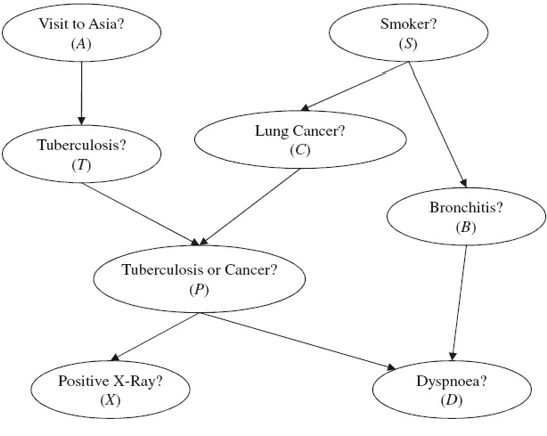 Visit to Asia?
(A)
Smoker?
(S)
Tuberculosis?
(T)
Lung Cancer?
(C)
Bronchitis?
(B)
Tuberculosis or Cancer?
(P)
Positive X-Ray?
(X)
Dyspnoea?
(D)